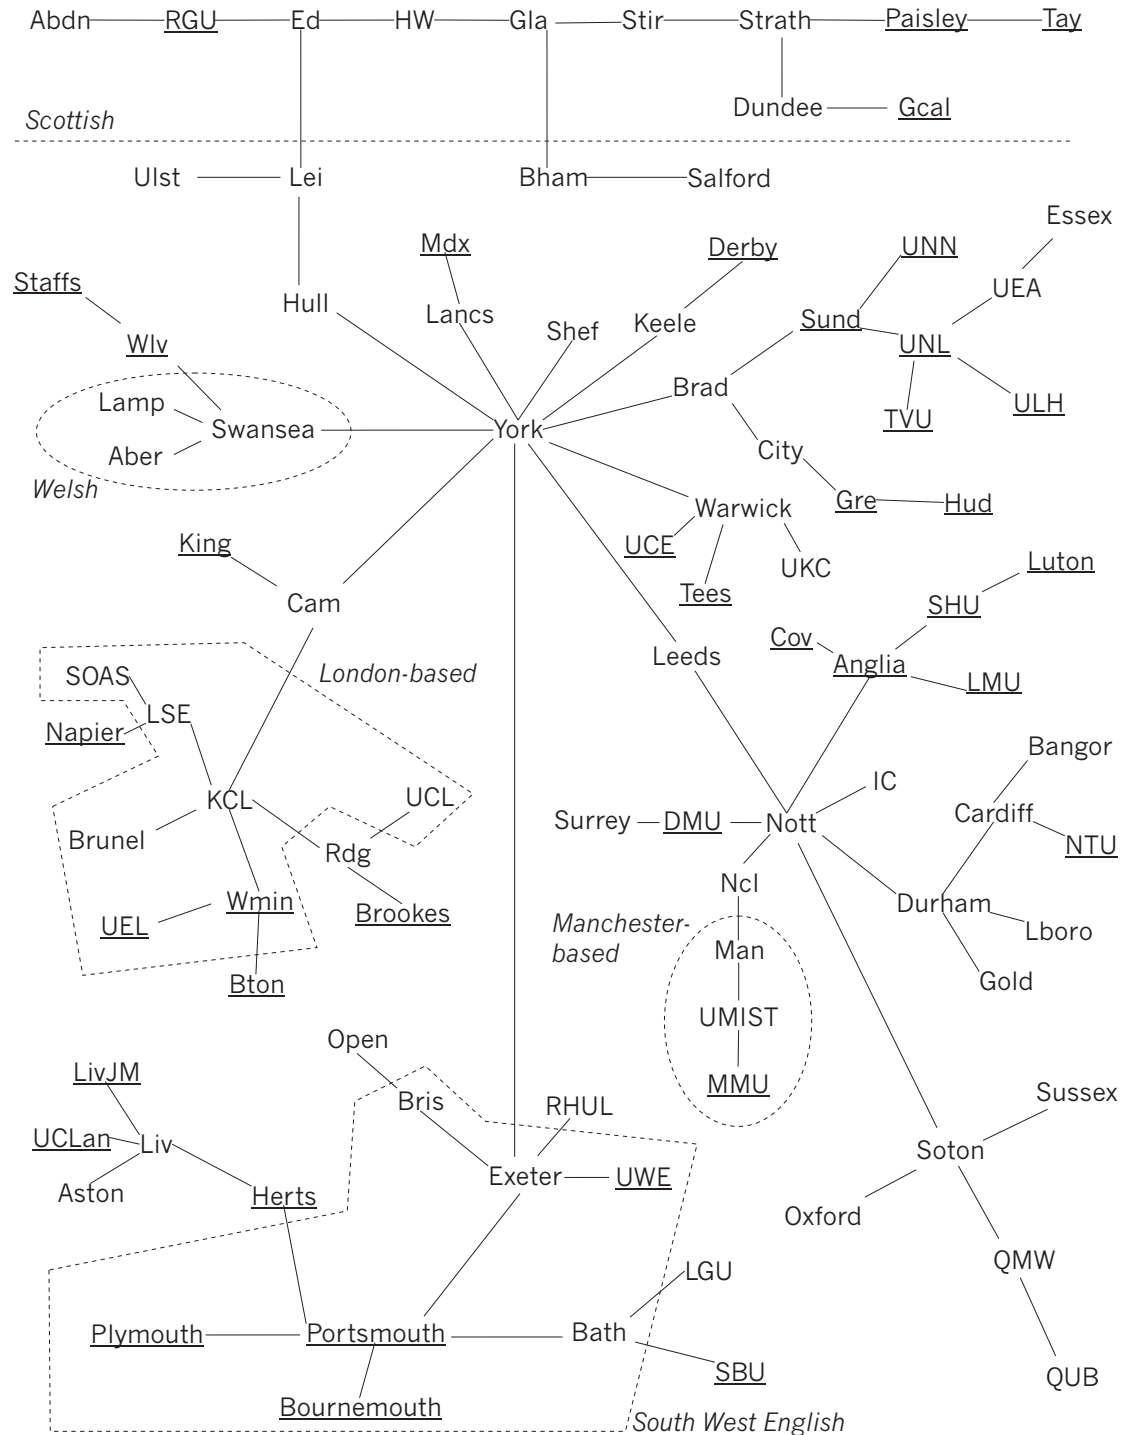 Abdn RGU Ed HW Gla Stir Strath Paisley Tay
Dundee Gcal
Scottish
Ulst Lei Bham Salford
Essex
Mdx Derby UNN
Staffs UEA
Hull Lancs Shef Keele Sund
Wlv UNL
Brad
Lamp ULH
TVU
Swansea York
Aber City
Welsh
Warwick Gre Hud
King UCE
UKC Luton
Tees
Cam SHU
Cov
Leeds Anglia
SOAS London-based LMU
LSE
Napier Bangor
IC
KCL UCL
Cardiff
Surrey DMU Nott
Brunel NTU
Rdg
Ncl
Wmin Durham
Brookes
UEL Manchester-
based
Lboro
Man
Bton Gold
UMIST
Open
LivJM MMU
Bris RHUL Sussex
UCLan Liv
Soton
Exeter UWE
Aston Herts
Oxford
QMW
LGU
Plymouth Portsmouth Bath
SBU QUB
Bournemouth
South West English